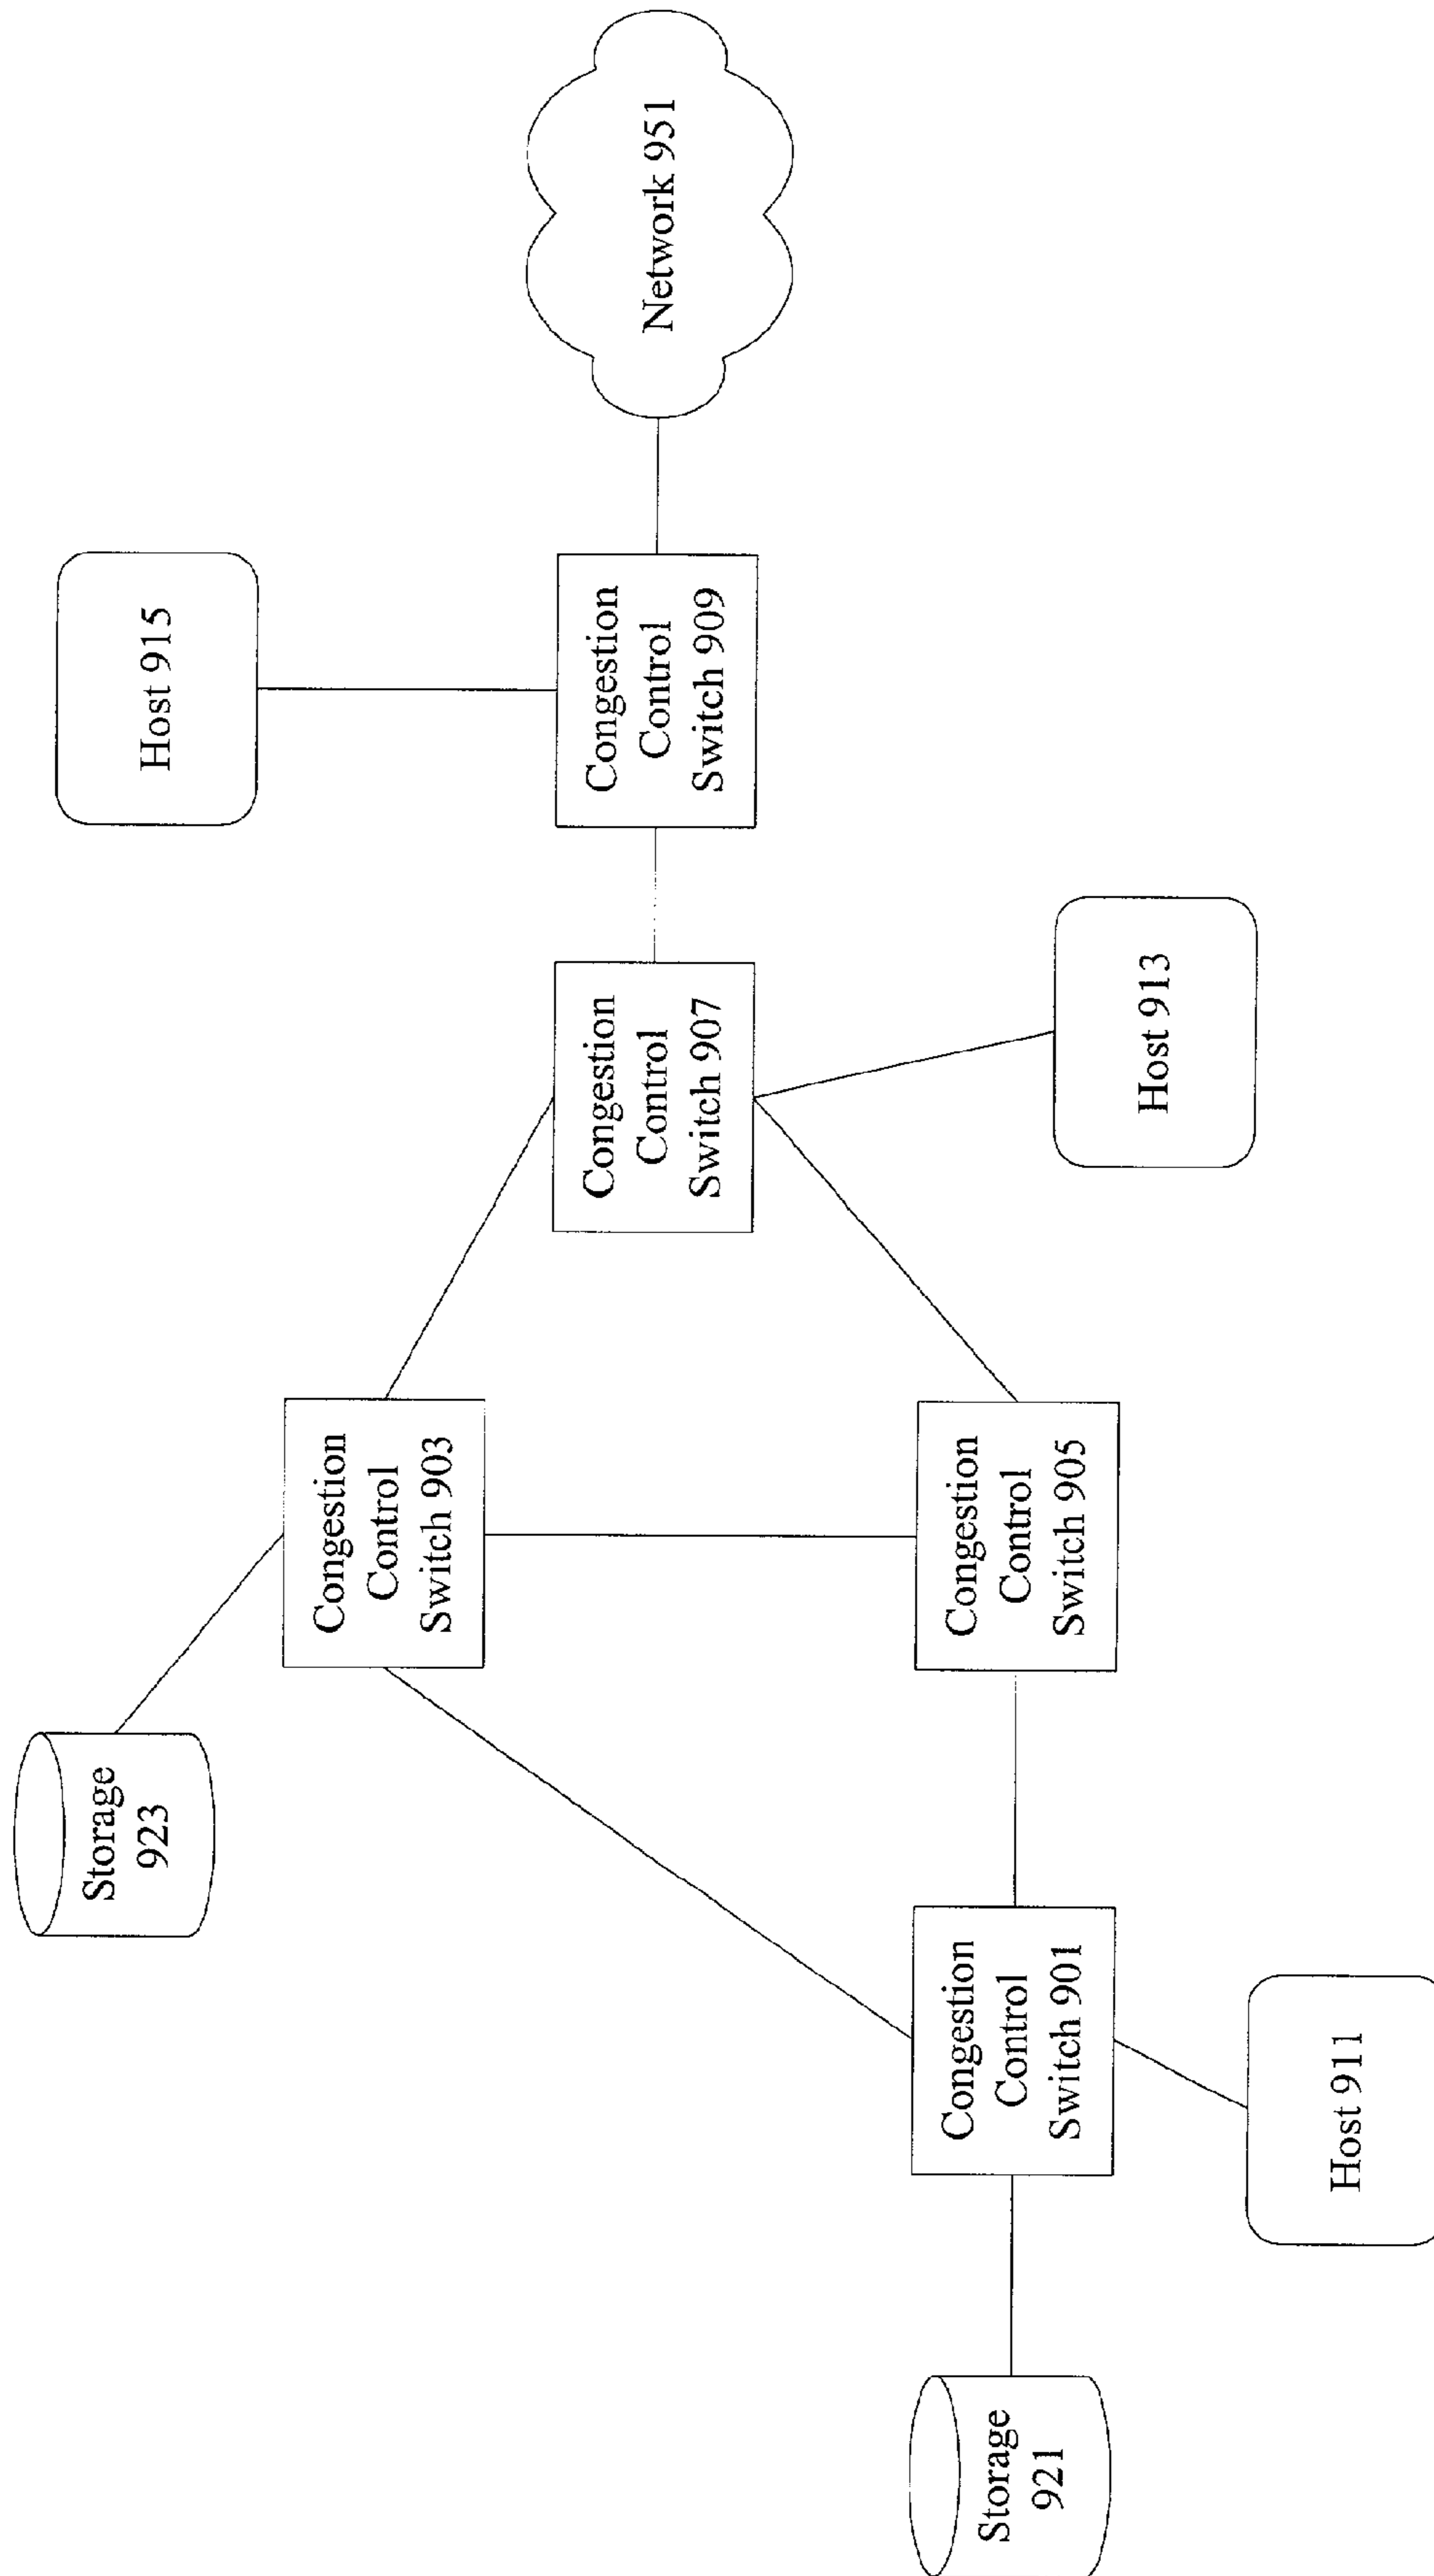 Storage
923
Host 915
Congestion
Control
Switch 903
Congestion
Control
Switch 907
Congestion
Control
Switch 909
Network 951
Storage
921
Congestion
Control
Switch 901
Congestion
Control
Switch 905
Host 913
Host 911